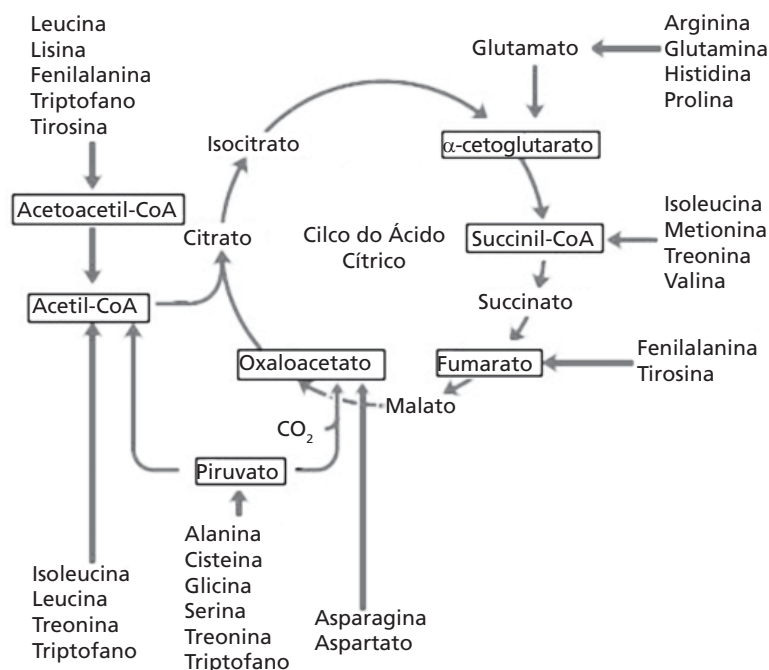 Leucina
Lisina
Fenilalanina
Triptofano
Tirosina
Acetoacetil-CoA
Acetil-CoA
Isocitrato
Citrato
Cilco do Ácido
Cítrico
Glutamato
Arginina
Glutamina
Histidina
Prolina
α-cetoglutarato
Succinil-CoA
Isoleucina
Metionina
Treonina
Valina
Succinato
Fumarato
Fenilalanina
Tirosina
Oxaloacetato
Malato
CO₂
Piruvato
Isoleucina
Leucina
Treonina
Triptofano
Alanina
Cisteina
Glicina
Serina
Treonina
Triptofano
Asparagina
Aspartato